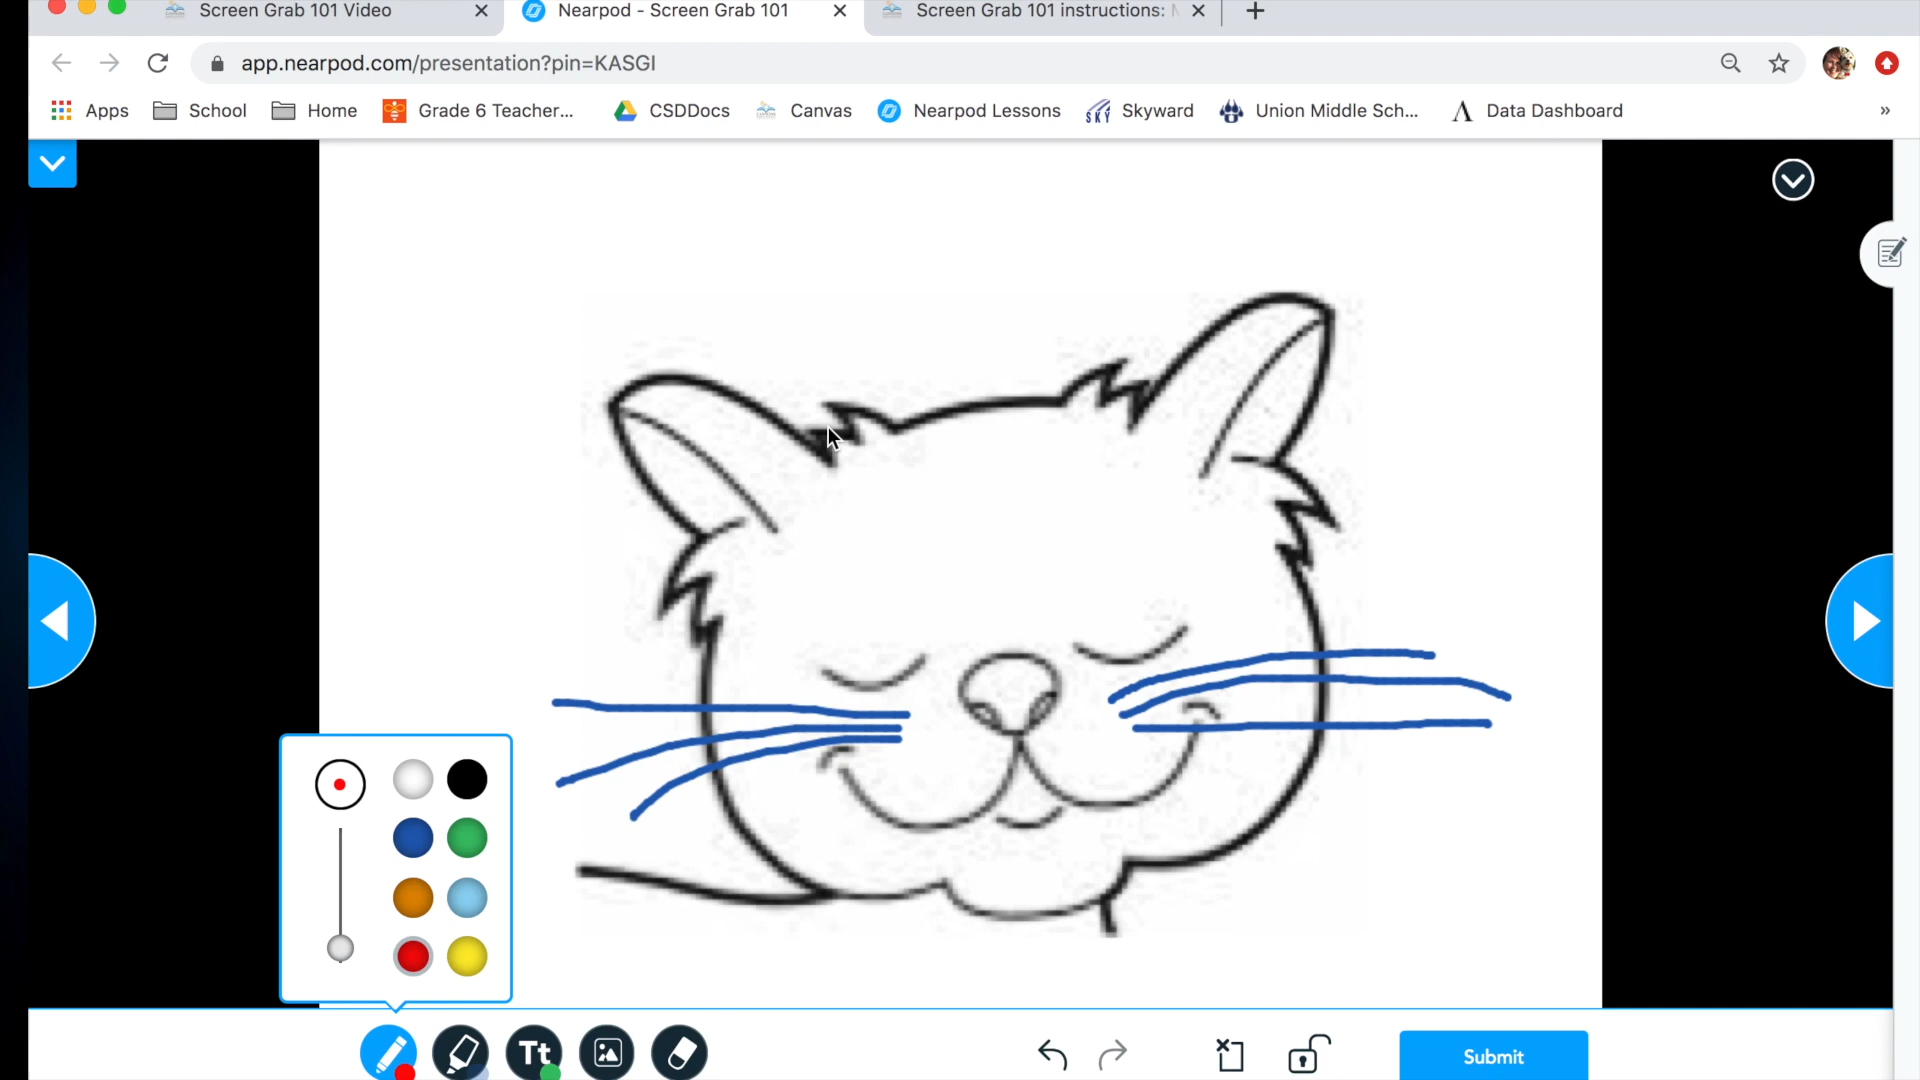 Screen Grab 101 Video
Nearpod - Screen Grab 101
Screen Grab 101 instructions:
app.nearpod.com/presentation?pin=KASGI
Apps School Home Grade 6 Teacher... CSDDocs Canvas Nearpod Lessons SKY Skyward Union Middle Sch... Data Dashboard »
Tt
Submit